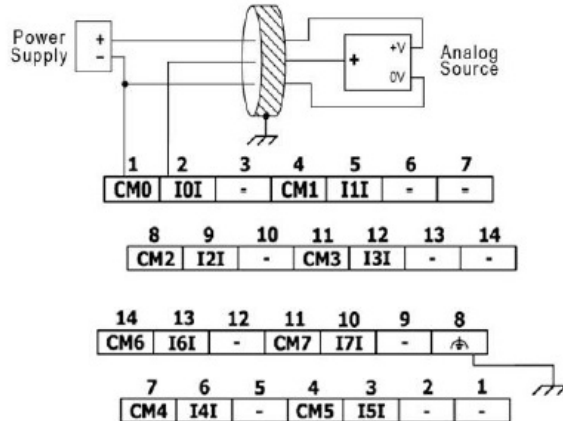 Power Supply
+
-
+
+V
0V
Analog Source
1 2 3 4 5 6 7
CM0 I0I - CM1 I1I - -
8 9 10 11 12 13 14
CM2 I2I - CM3 I3I - -
14 13 12 11 10 9 8
CM6 I6I - CM7 I7I -
7 6 5 4 3 2 1
CM4 I4I - CM5 I5I - -